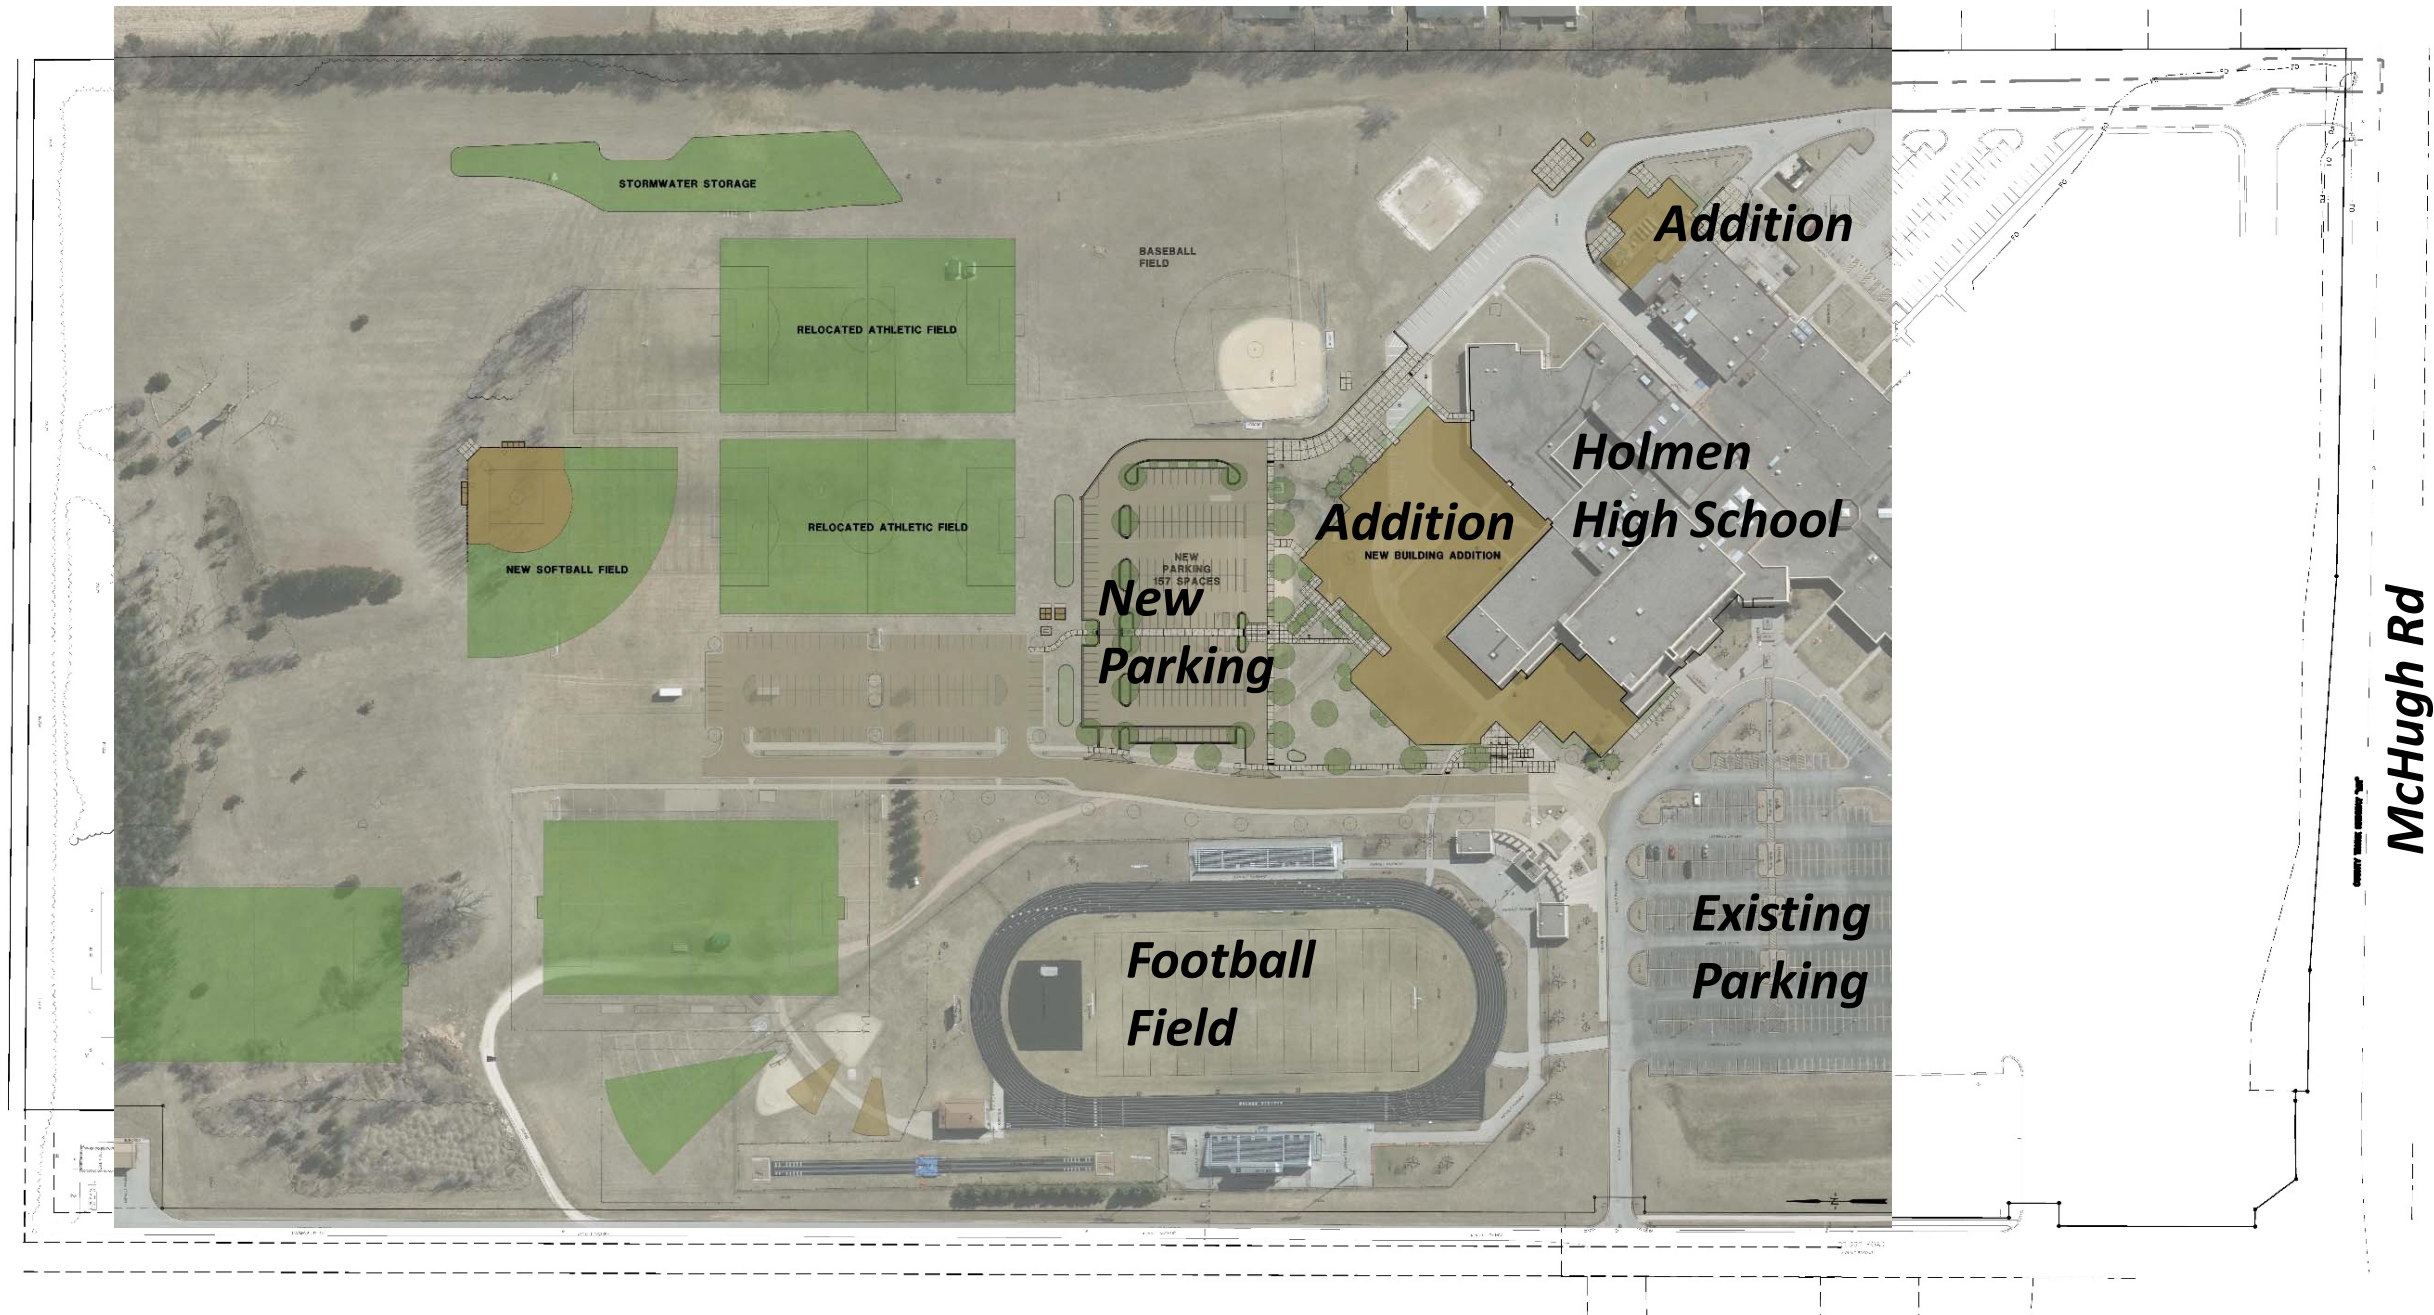 STORMWATER STORAGE
Addition
BASEBALL
FIELD
RELOCATED ATHLETIC FIELD
Holmen
High School
Addition
NEW BUILDING ADDITION
RELOCATED ATHLETIC FIELD
NEW
PARKING
157 SPACES
NEW SOFTBALL FIELD
New
Parking
McHugh Rd
Existing
Parking
Football
Field